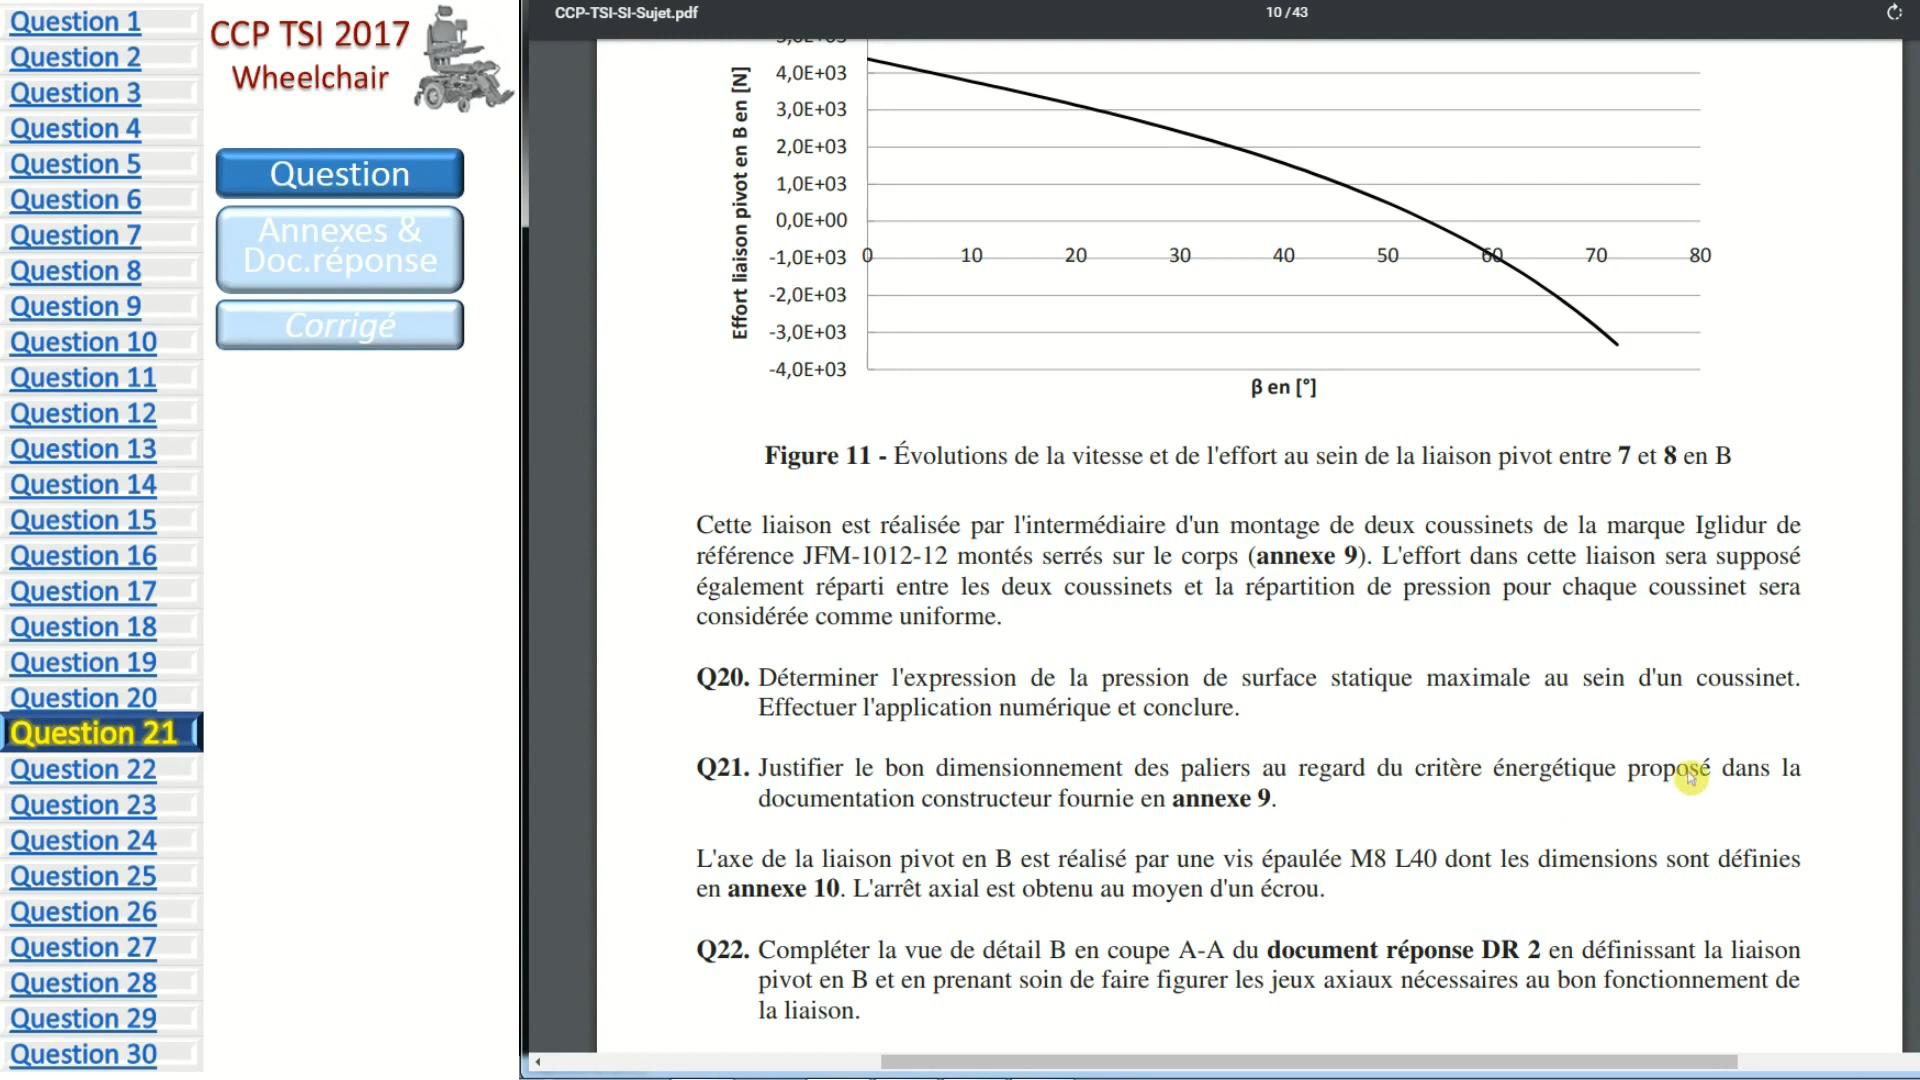 Question 1
Question 2
Question 3
Question 4
Question 5
Question 6
Question 7
Question 8
Question 9
Question 10
Question 11
Question 12
Question 13
Question 14
Question 15
Question 16
Question 17
Question 18
Question 19
Question 20
Question 21
Question 22
Question 23
Question 24
Question 25
Question 26
Question 27
Question 28
Question 29
Question 30
CCP TSI 2017
Wheelchair
Question
Annexes &
Doc.réponse
Corrigé
CCP-TSI-SI-Sujet.pdf
10 / 43
Effort liaison pivot en B en [N]
4,0E+03
3,0E+03
2,0E+03
1,0E+03
0,0E+00
-1,0E+03
-2,0E+03
-3,0E+03
-4,0E+03
0 10 20 30 40 50 60 70 80
β en [°]
Figure 11 - Évolutions de la vitesse et de l'effort au sein de la liaison pivot entre 7 et 8 en B
Cette liaison est réalisée par l'intermédiaire d'un montage de deux coussinets de la marque Iglidur de
référence JFM-1012-12 montés serrés sur le corps (annexe 9). L'effort dans cette liaison sera supposé
également réparti entre les deux coussinets et la répartition de pression pour chaque coussinet sera
considérée comme uniforme.
Q20. Déterminer l'expression de la pression de surface statique maximale au sein d'un coussinet.
Effectuer l'application numérique et conclure.
Q21. Justifier le bon dimensionnement des paliers au regard du critère énergétique proposé dans la
documentation constructeur fournie en annexe 9.
L'axe de la liaison pivot en B est réalisé par une vis épaulée M8 L40 dont les dimensions sont définies
en annexe 10. L'arrêt axial est obtenu au moyen d'un écrou.
Q22. Compléter la vue de détail B en coupe A-A du document réponse DR 2 en définissant la liaison
pivot en B et en prenant soin de faire figurer les jeux axiaux nécessaires au bon fonctionnement de
la liaison.